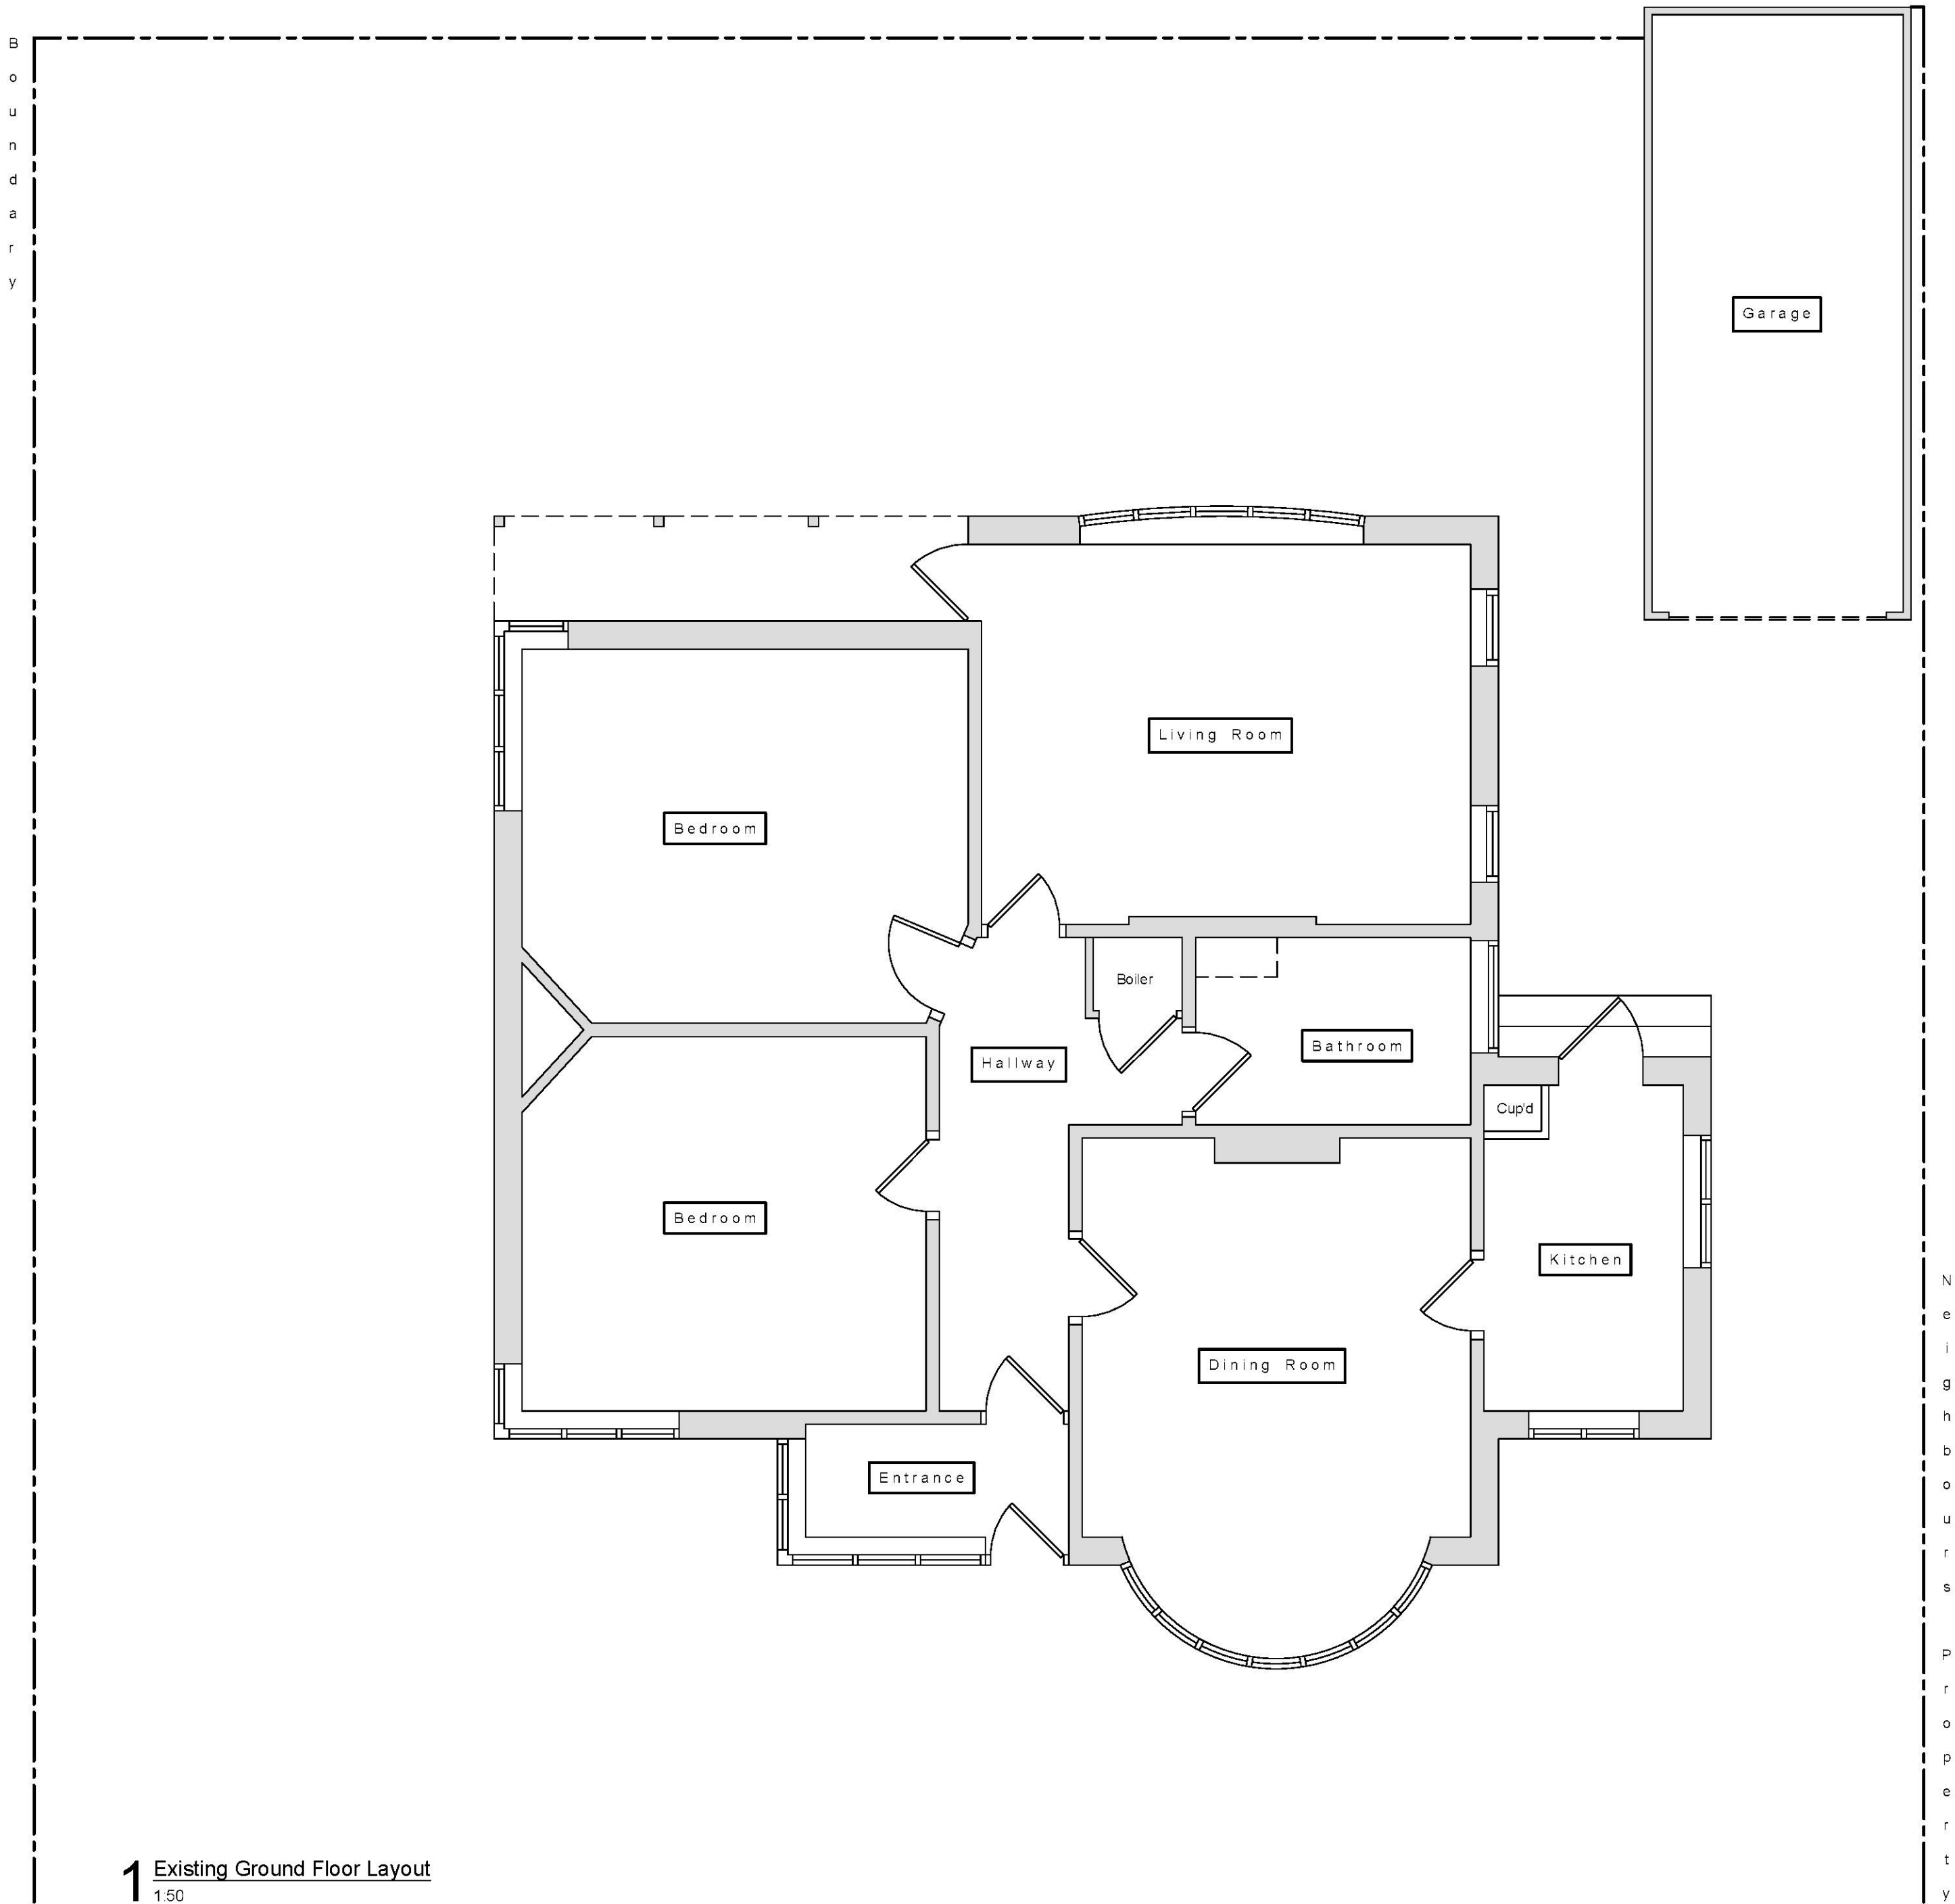 Boundary
Garage
Living Room
Bedroom
Boiler
Bathroom
Hallway
Cup'd
Bedroom
Kitchen
Dining Room
Entrance
Neighbours Property
1 Existing Ground Floor Layout
1:50